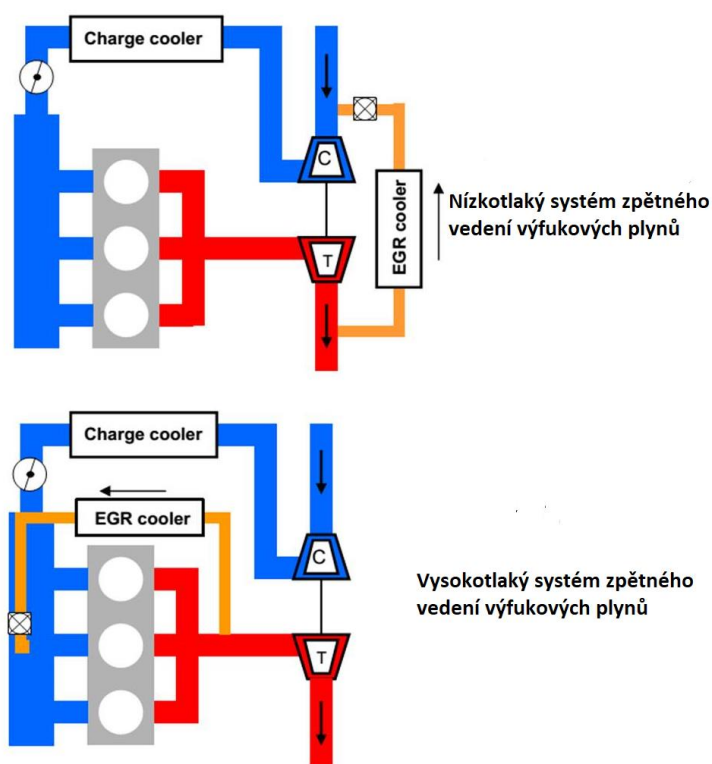 Charge cooler
C
EGR cooler
T
Nízkotlaký systém zpětného
vedení výfukových plynů
Charge cooler
EGR cooler
C
T
Vysokotlaký systém zpětného
vedení výfukových plynů